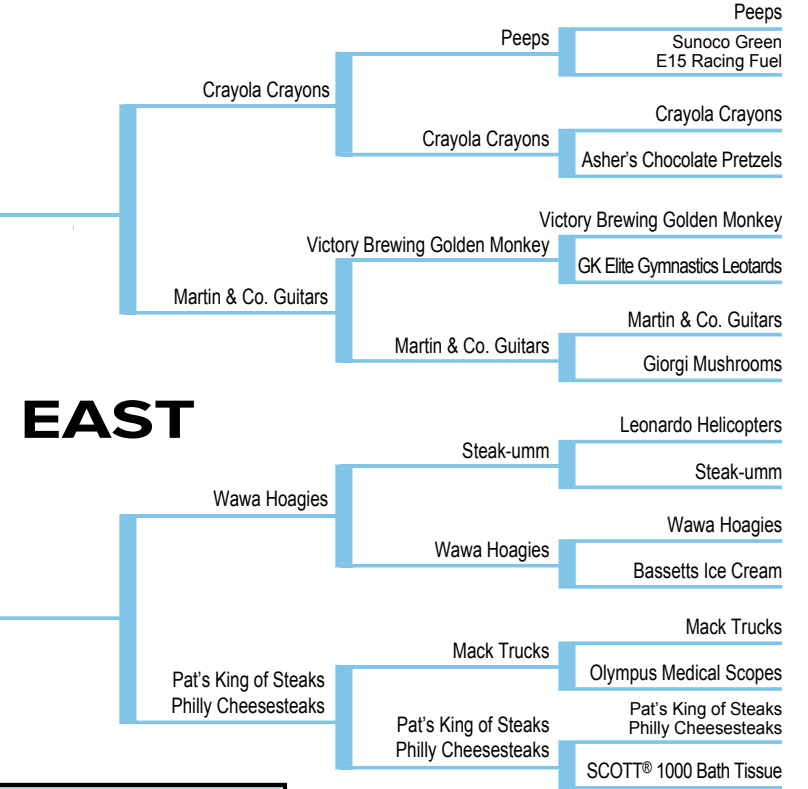 Peeps
Peeps
Sunoco Green
E15 Racing Fuel
Crayola Crayons
Crayola Crayons
Crayola Crayons
Asher's Chocolate Pretzels
Victory Brewing Golden Monkey
Victory Brewing Golden Monkey
GK Elite Gymnastics Leotards
Martin & Co. Guitars
Martin & Co. Guitars
Martin & Co. Guitars
Giorgi Mushrooms
EAST
Leonardo Helicopters
Steak-umm
Steak-umm
Wawa Hoagies
Wawa Hoagies
Wawa Hoagies
Bassetts Ice Cream
Mack Trucks
Mack Trucks
Olympus Medical Scopes
Pat's King of Steaks
Philly Cheesesteaks
Pat's King of Steaks
Philly Cheesesteaks
Pat's King of Steaks
Philly Cheesesteaks
SCOTT® 1000 Bath Tissue